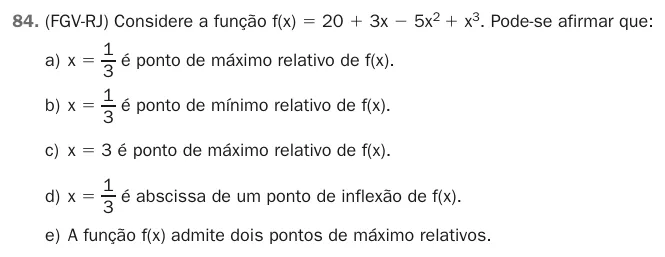 84. (FGV-RJ) Considere a função f(x) = 20 + 3x − 5x² + x³. Pode-se afirmar que:
a) x = 1/3 é ponto de máximo relativo de f(x).
b) x = 1/3 é ponto de mínimo relativo de f(x).
c) x = 3 é ponto de máximo relativo de f(x).
d) x = 1/3 é abscissa de um ponto de inflexão de f(x).
e) A função f(x) admite dois pontos de máximo relativos.